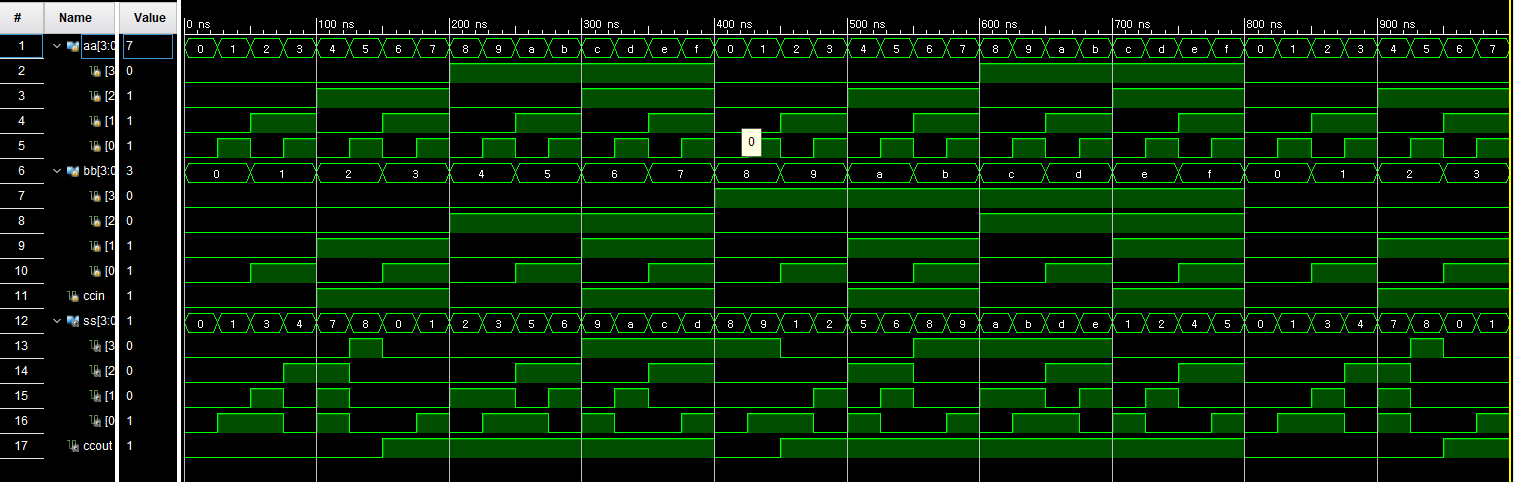 # Name Value 0 ns 100 ns 200 ns 300 ns 400 ns 500 ns 600 ns 700 ns 800 ns 900 ns
1 aa[3:0 7 0 1 2 3 4 5 6 7 8 9 a b c d e f 0 1 2 3 4 5 6 7 8 9 a b c d e f 0 1 2 3 4 5 6 7
2 [3 0
3 [2 1
4 [1 1
5 [0 1 0
6 bb[3:0 3 0 1 2 3 4 5 6 7 8 9 a b c d e f 0 1 2 3
7 [3 0
8 [2 0
9 [1 1
10 [0 1
11 ccin 1
12 ss[3:0 1 0 1 3 4 7 8 0 1 2 3 5 6 9 a c d 8 9 1 2 5 6 8 9 a b d e 1 2 4 5 0 1 3 4 7 8 0 1
13 [3 0
14 [2 0
15 [1 0
16 [0 1
17 ccout 1